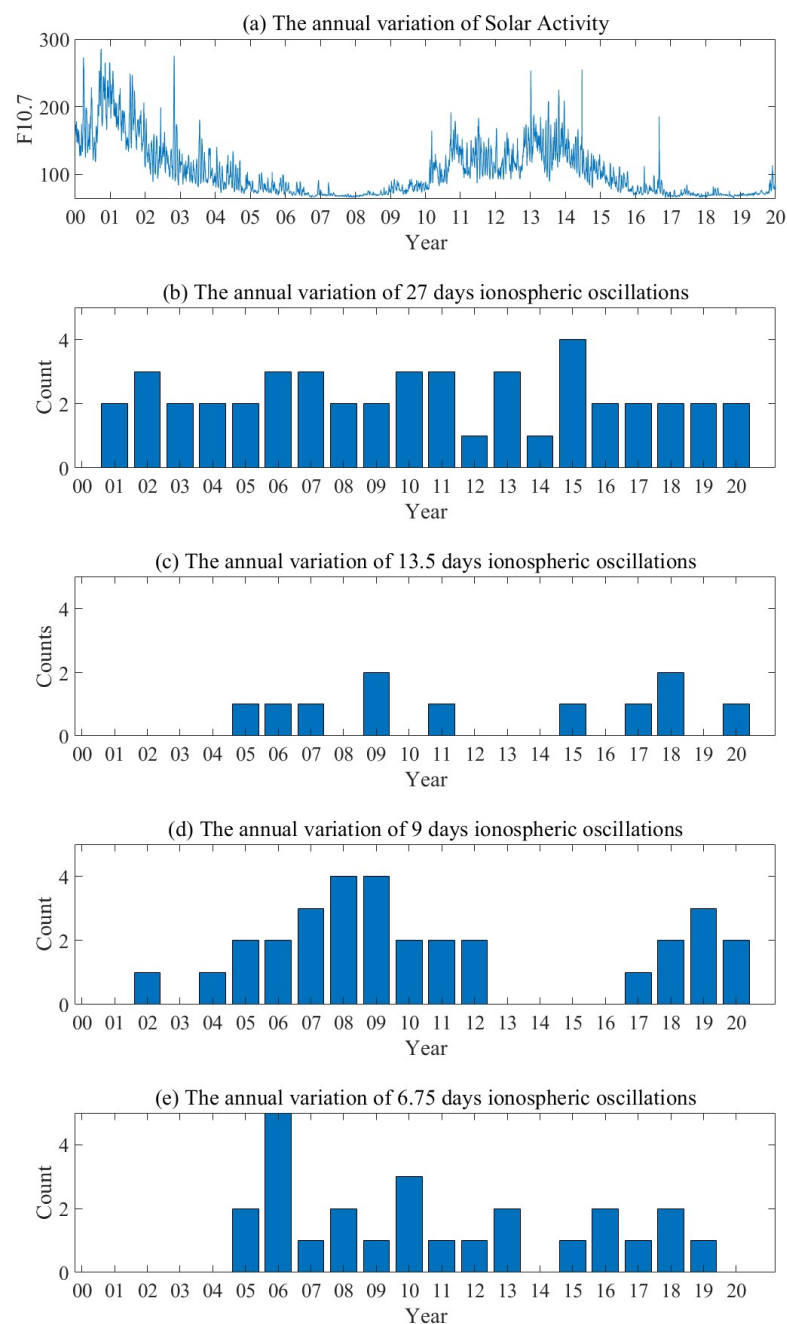 (a) The annual variation of Solar Activity
300
200
100
F10.7
00 01 02 03 04 05 06 07 08 09 10 11 12 13 14 15 16 17 18 19 20
Year
(b) The annual variation of 27 days ionospheric oscillations
4
2
0
Count
00 01 02 03 04 05 06 07 08 09 10 11 12 13 14 15 16 17 18 19 20
Year
(c) The annual variation of 13.5 days ionospheric oscillations
4
2
0
Counts
00 01 02 03 04 05 06 07 08 09 10 11 12 13 14 15 16 17 18 19 20
Year
(d) The annual variation of 9 days ionospheric oscillations
4
2
0
Count
00 01 02 03 04 05 06 07 08 09 10 11 12 13 14 15 16 17 18 19 20
Year
(e) The annual variation of 6.75 days ionospheric oscillations
4
2
0
Count
00 01 02 03 04 05 06 07 08 09 10 11 12 13 14 15 16 17 18 19 20
Year